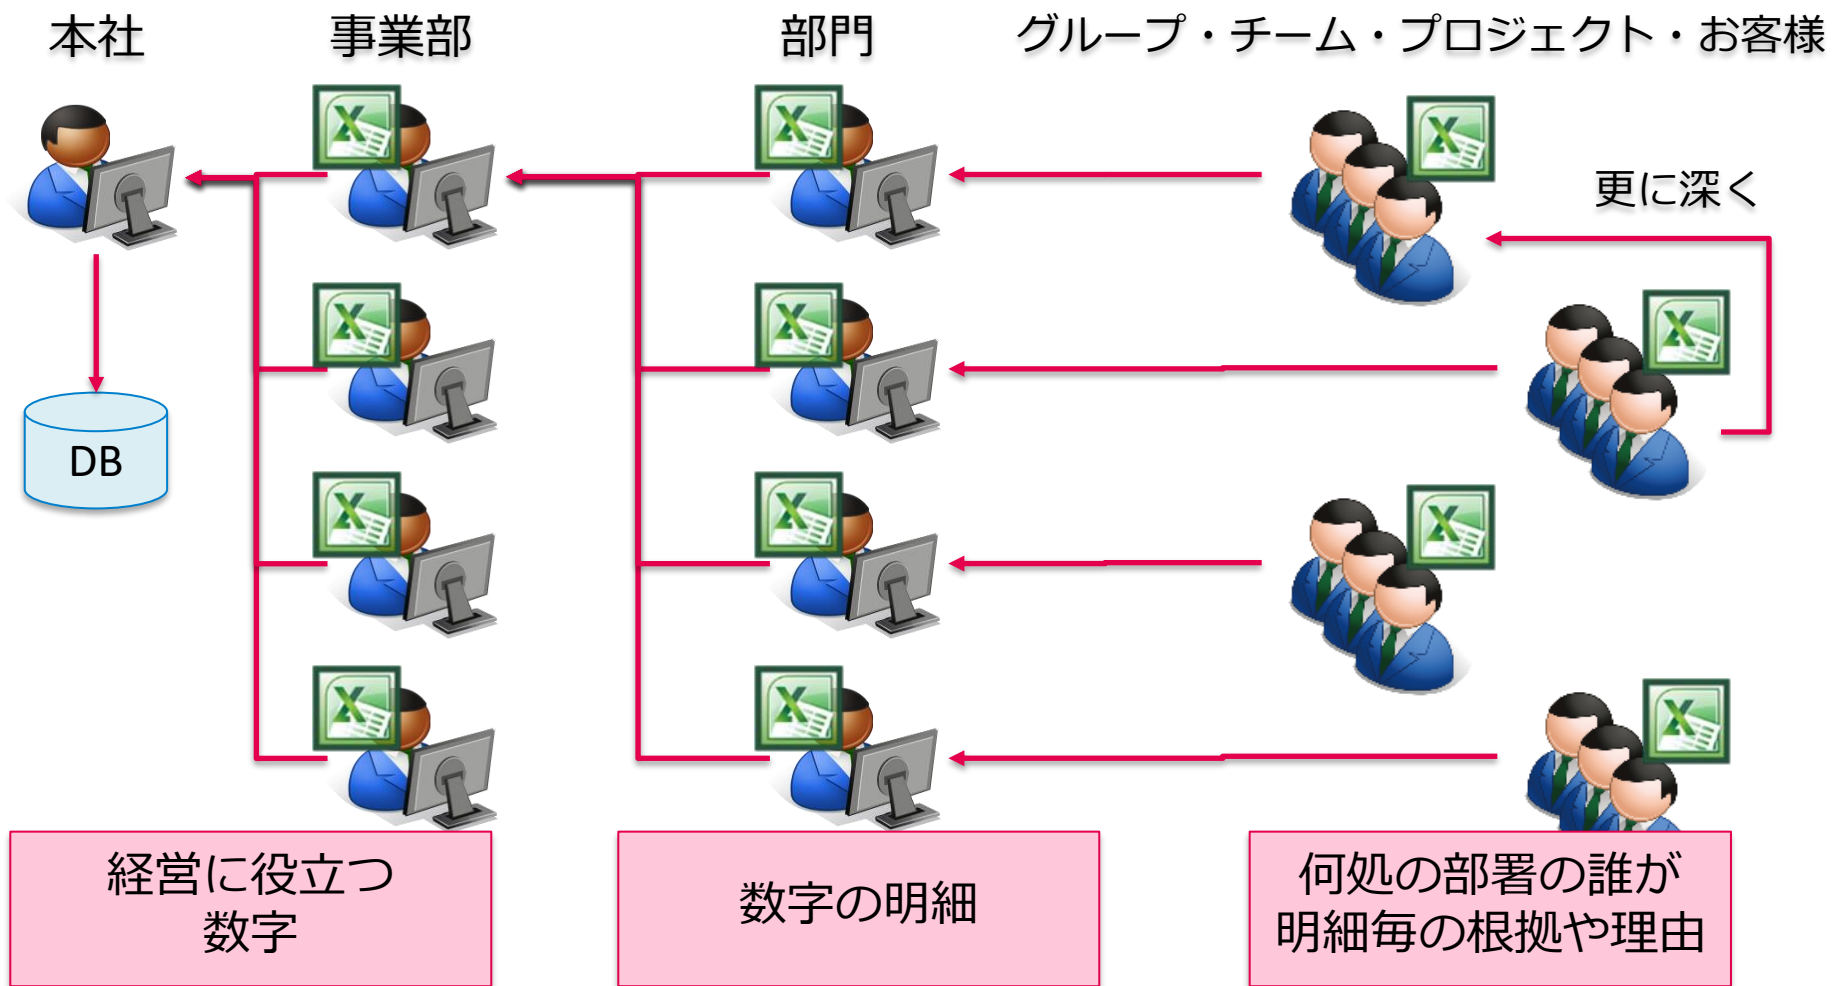 本社
事業部
部門
グループ・チーム・プロジェクト・お客様
更に深く
DB
経営に役立つ
数字
数字の明細
何処の部署の誰が
明細毎の根拠や理由